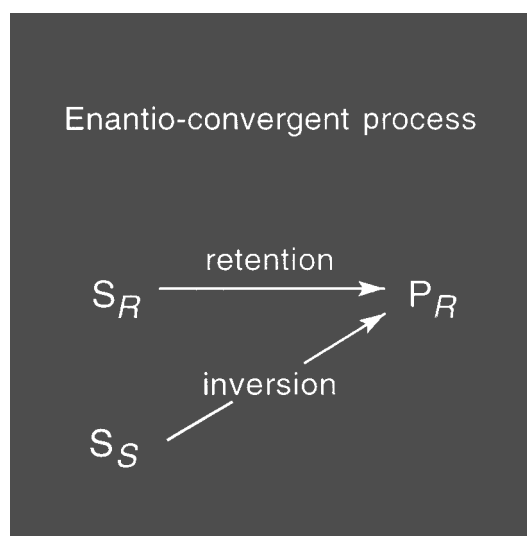 Enantio-convergent process
retention
S_R P_R
inversion
S_S